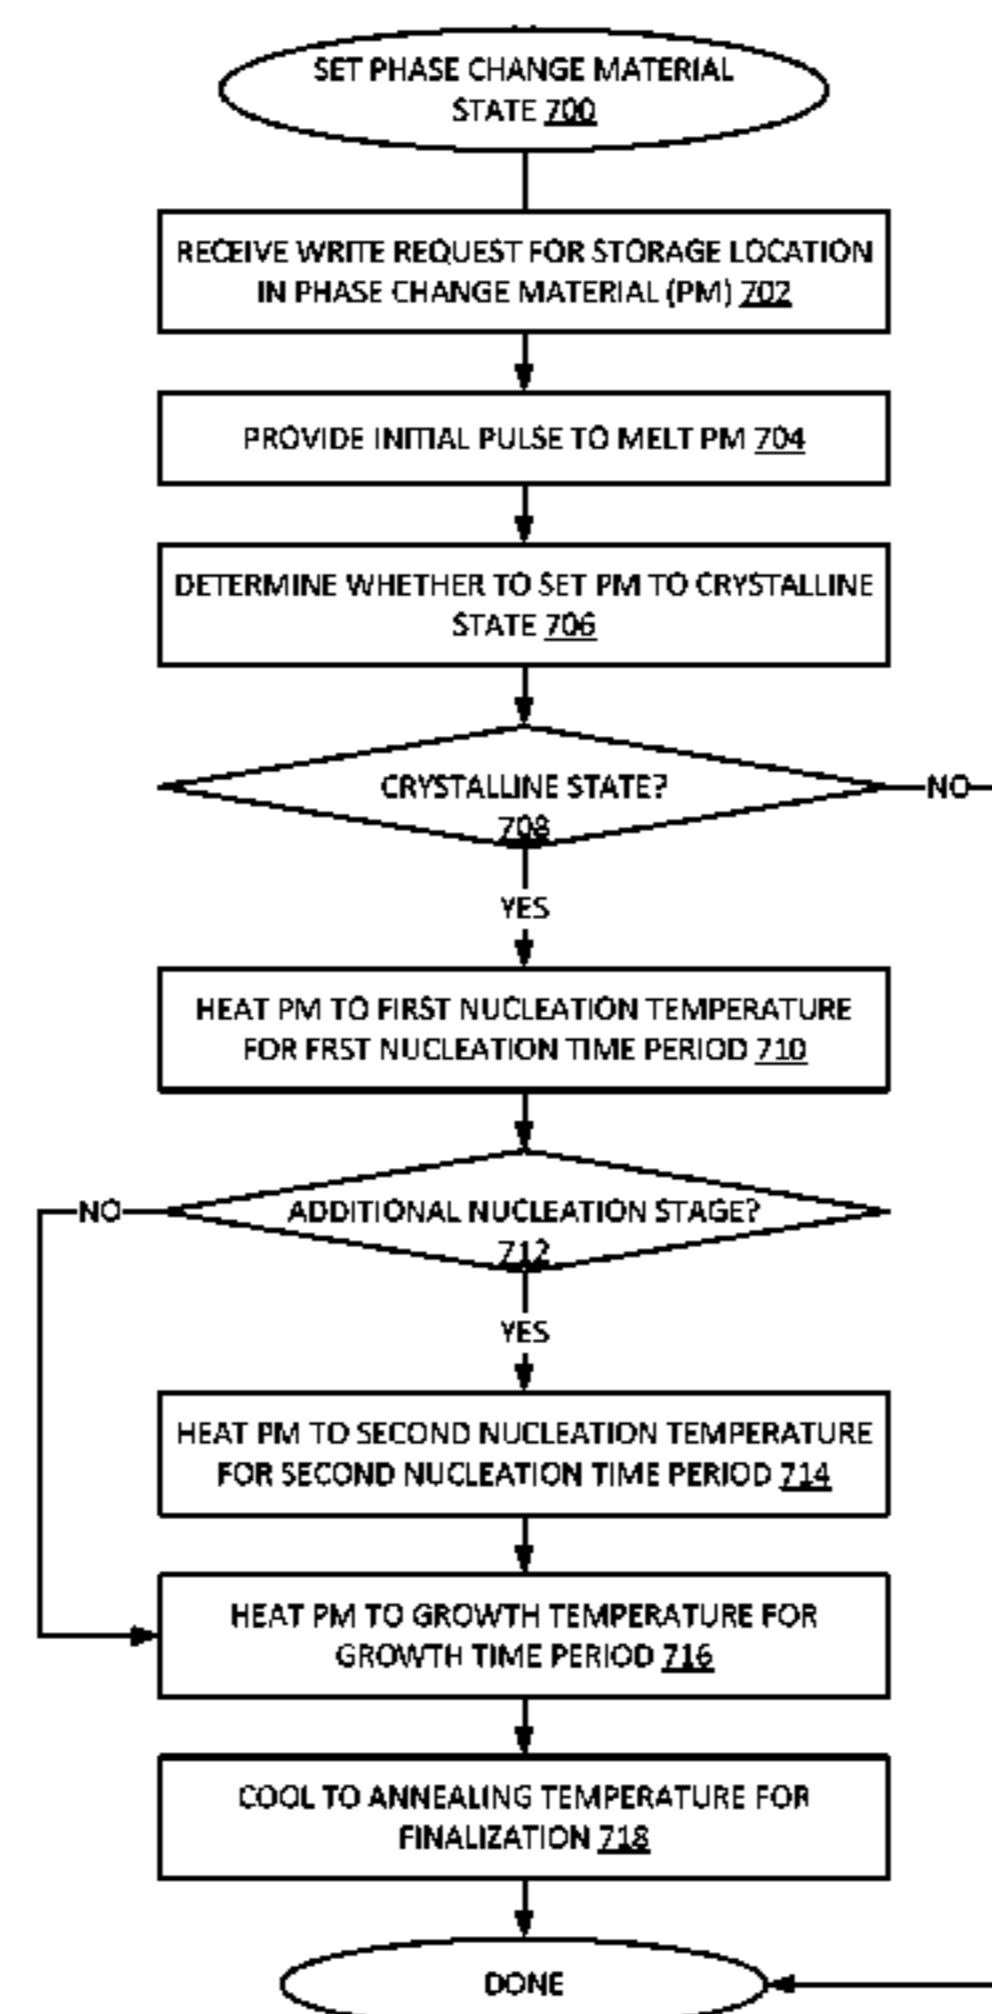 SET PHASE CHANGE MATERIAL
STATE 700
RECEIVE WRITE REQUEST FOR STORAGE LOCATION
IN PHASE CHANGE MATERIAL (PM) 702
PROVIDE INITIAL PULSE TO MELT PM 704
DETERMINE WHETHER TO SET PM TO CRYSTALLINE
STATE 706
CRYSTALLINE STATE?
708
NO
YES
HEAT PM TO FIRST NUCLEATION TEMPERATURE
FOR FRST NUCLEATION TIME PERIOD 710
NO
ADDITIONAL NUCLEATION STAGE?
712
YES
HEAT PM TO SECOND NUCLEATION TEMPERATURE
FOR SECOND NUCLEATION TIME PERIOD 714
HEAT PM TO GROWTH TEMPERATURE FOR
GROWTH TIME PERIOD 716
COOL TO ANNEALING TEMPERATURE FOR
FINALIZATION 718
DONE